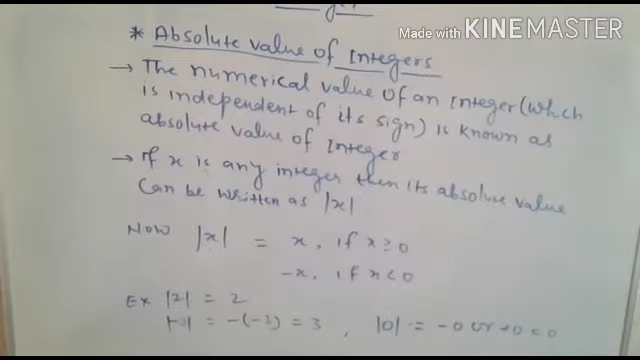 Made with KINEMASTER
* Absolute value of Integers
→ The numerical value of an Integer (which
is independent of its sign) is known as
absolute value of Integer
→ If x is any integer then its absolute value
Can be written as |x|
Now |x| = x, if x ≥ 0
-x, if x < 0
Ex |2| = 2
|-3| = -(-3) = 3, |0| = -0 or +0 = 0